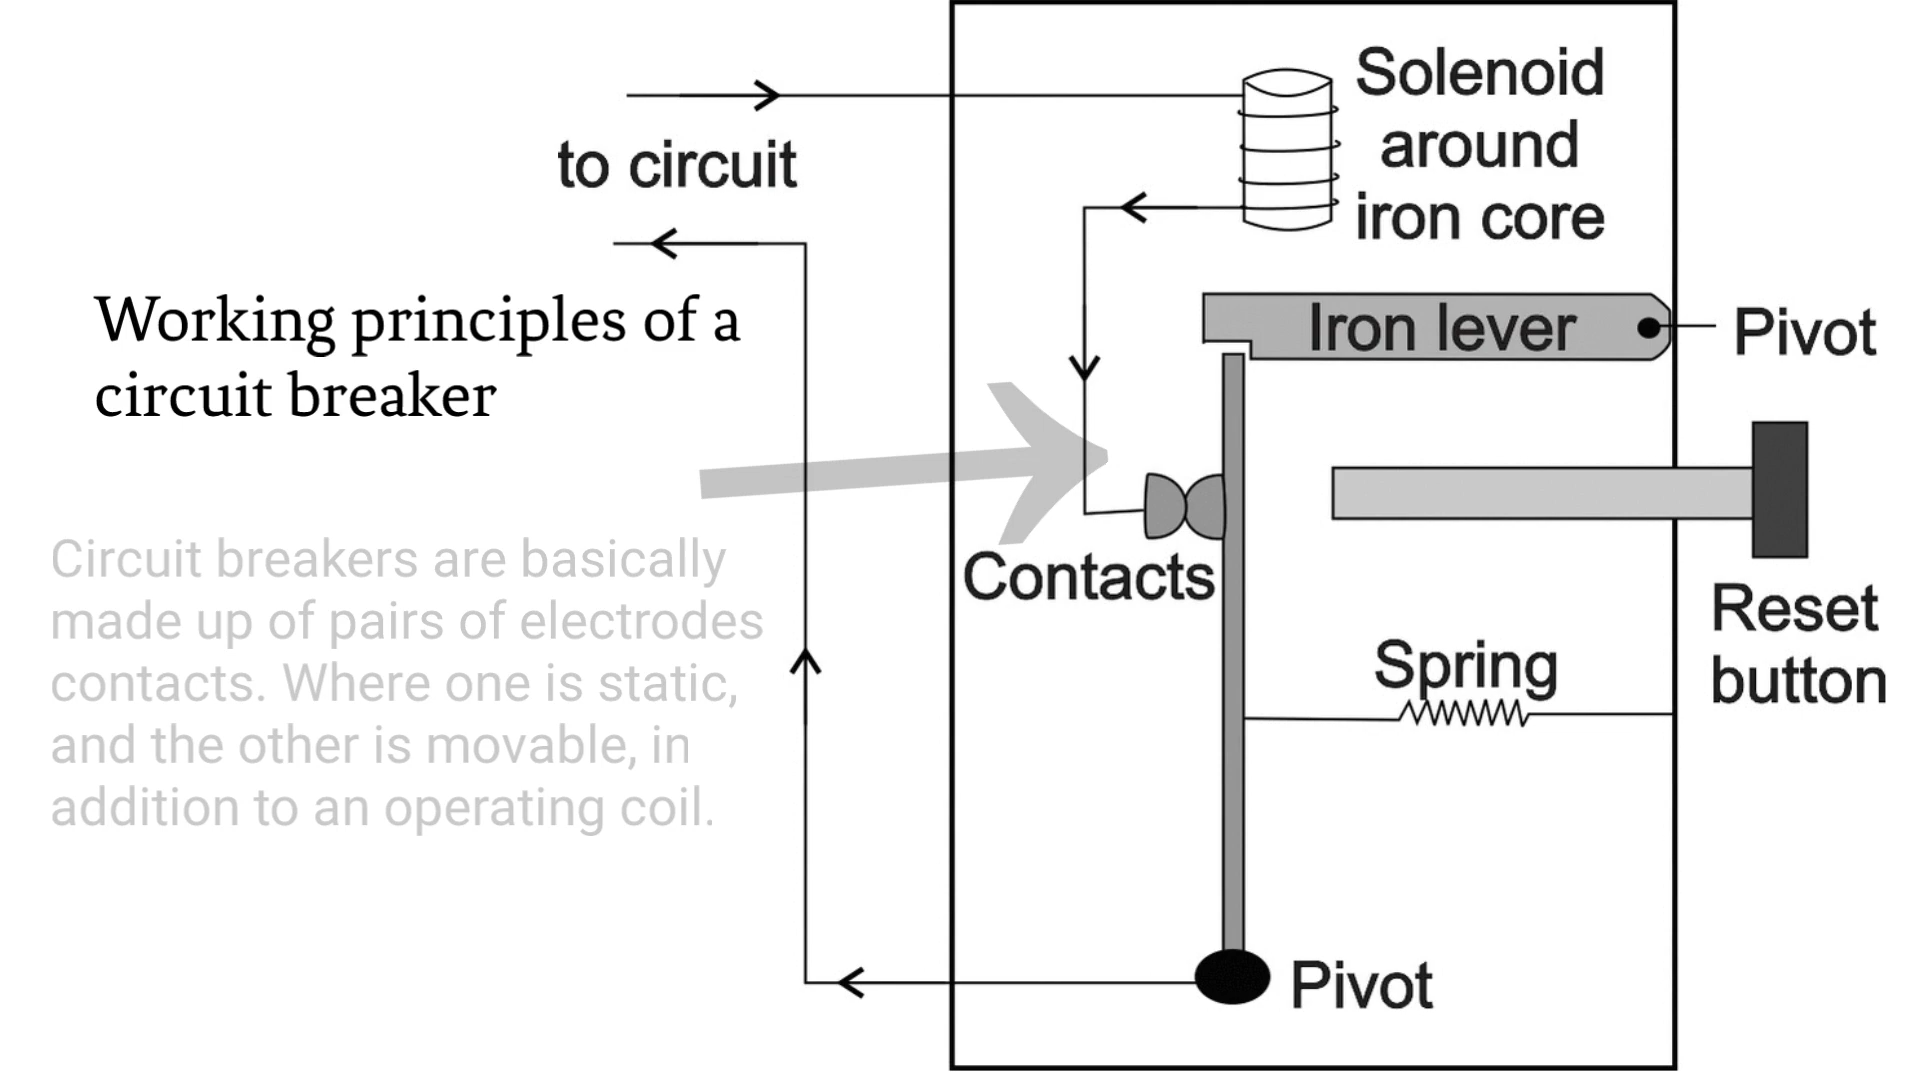 Solenoid
around
iron core
to circuit
Working principles of a
circuit breaker
Iron lever
Pivot
Circuit breakers are basically
made up of pairs of electrodes
contacts. Where one is static,
and the other is movable, in
addition to an operating coil.
Contacts
Reset
button
Spring
Pivot